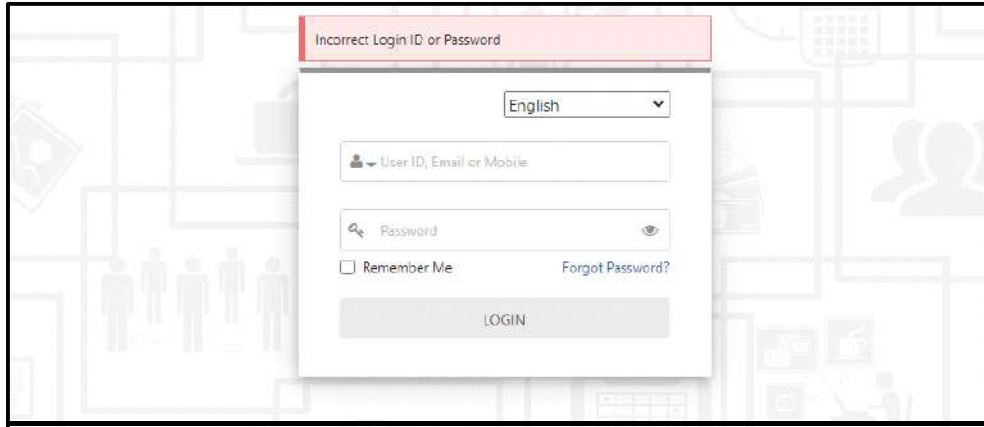 Incorrect Login ID or Password
English
User ID, Email or Mobile
Password
Remember Me
Forgot Password?
LOGIN